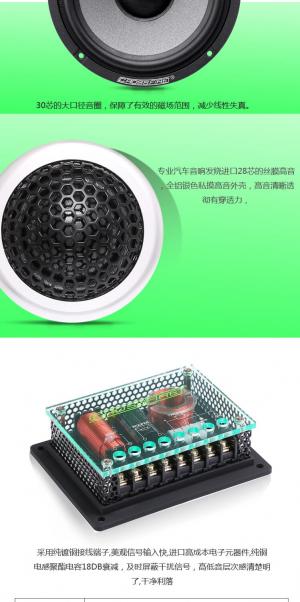 CROSSFIRE
30芯的大口径音圈，保障了有效的磁场范围，减少线性失真。
专业汽车音响发烧进口28芯的丝膜高音
，全铝银色粘摸高音外壳，高音清晰透
彻有穿透力，
采用纯镀铜接线端子,美观信号输入快,进口高成本电子元器件,纯铜
电感聚酯电容18DB衰减，及时屏蔽干扰信号，高低音层次感清楚明
了,干净利落